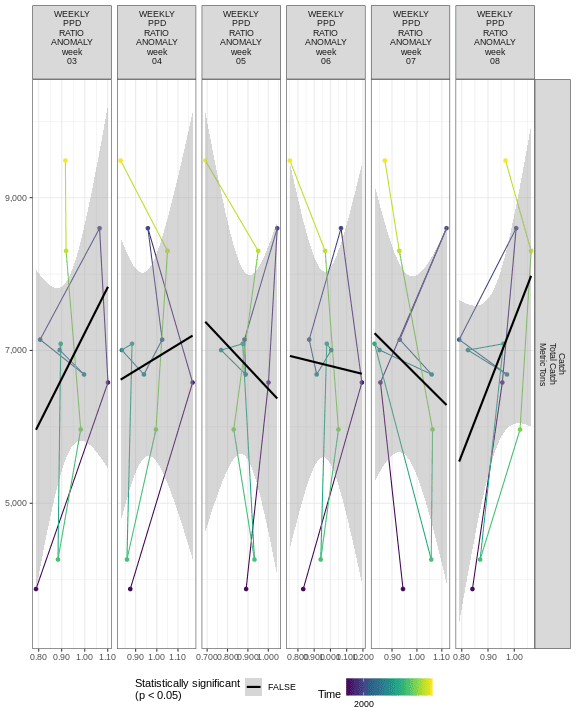 WEEKLY
PPD
RATIO
ANOMALY
week
03
WEEKLY
PPD
RATIO
ANOMALY
week
04
WEEKLY
PPD
RATIO
ANOMALY
week
05
WEEKLY
PPD
RATIO
ANOMALY
week
06
WEEKLY
PPD
RATIO
ANOMALY
week
07
WEEKLY
PPD
RATIO
ANOMALY
week
08
9,000
7,000
5,000
Catch
Total Catch
Metric Tons
0.80 0.90 1.00
0.90 1.00 1.10
0.700 0.800 0.900 1.000
0.800 0.900 1.000 1.100 1.200
0.90 1.00 1.10
0.80 0.90 1.00
Statistically significant
(p < 0.05)
FALSE
Time
2000